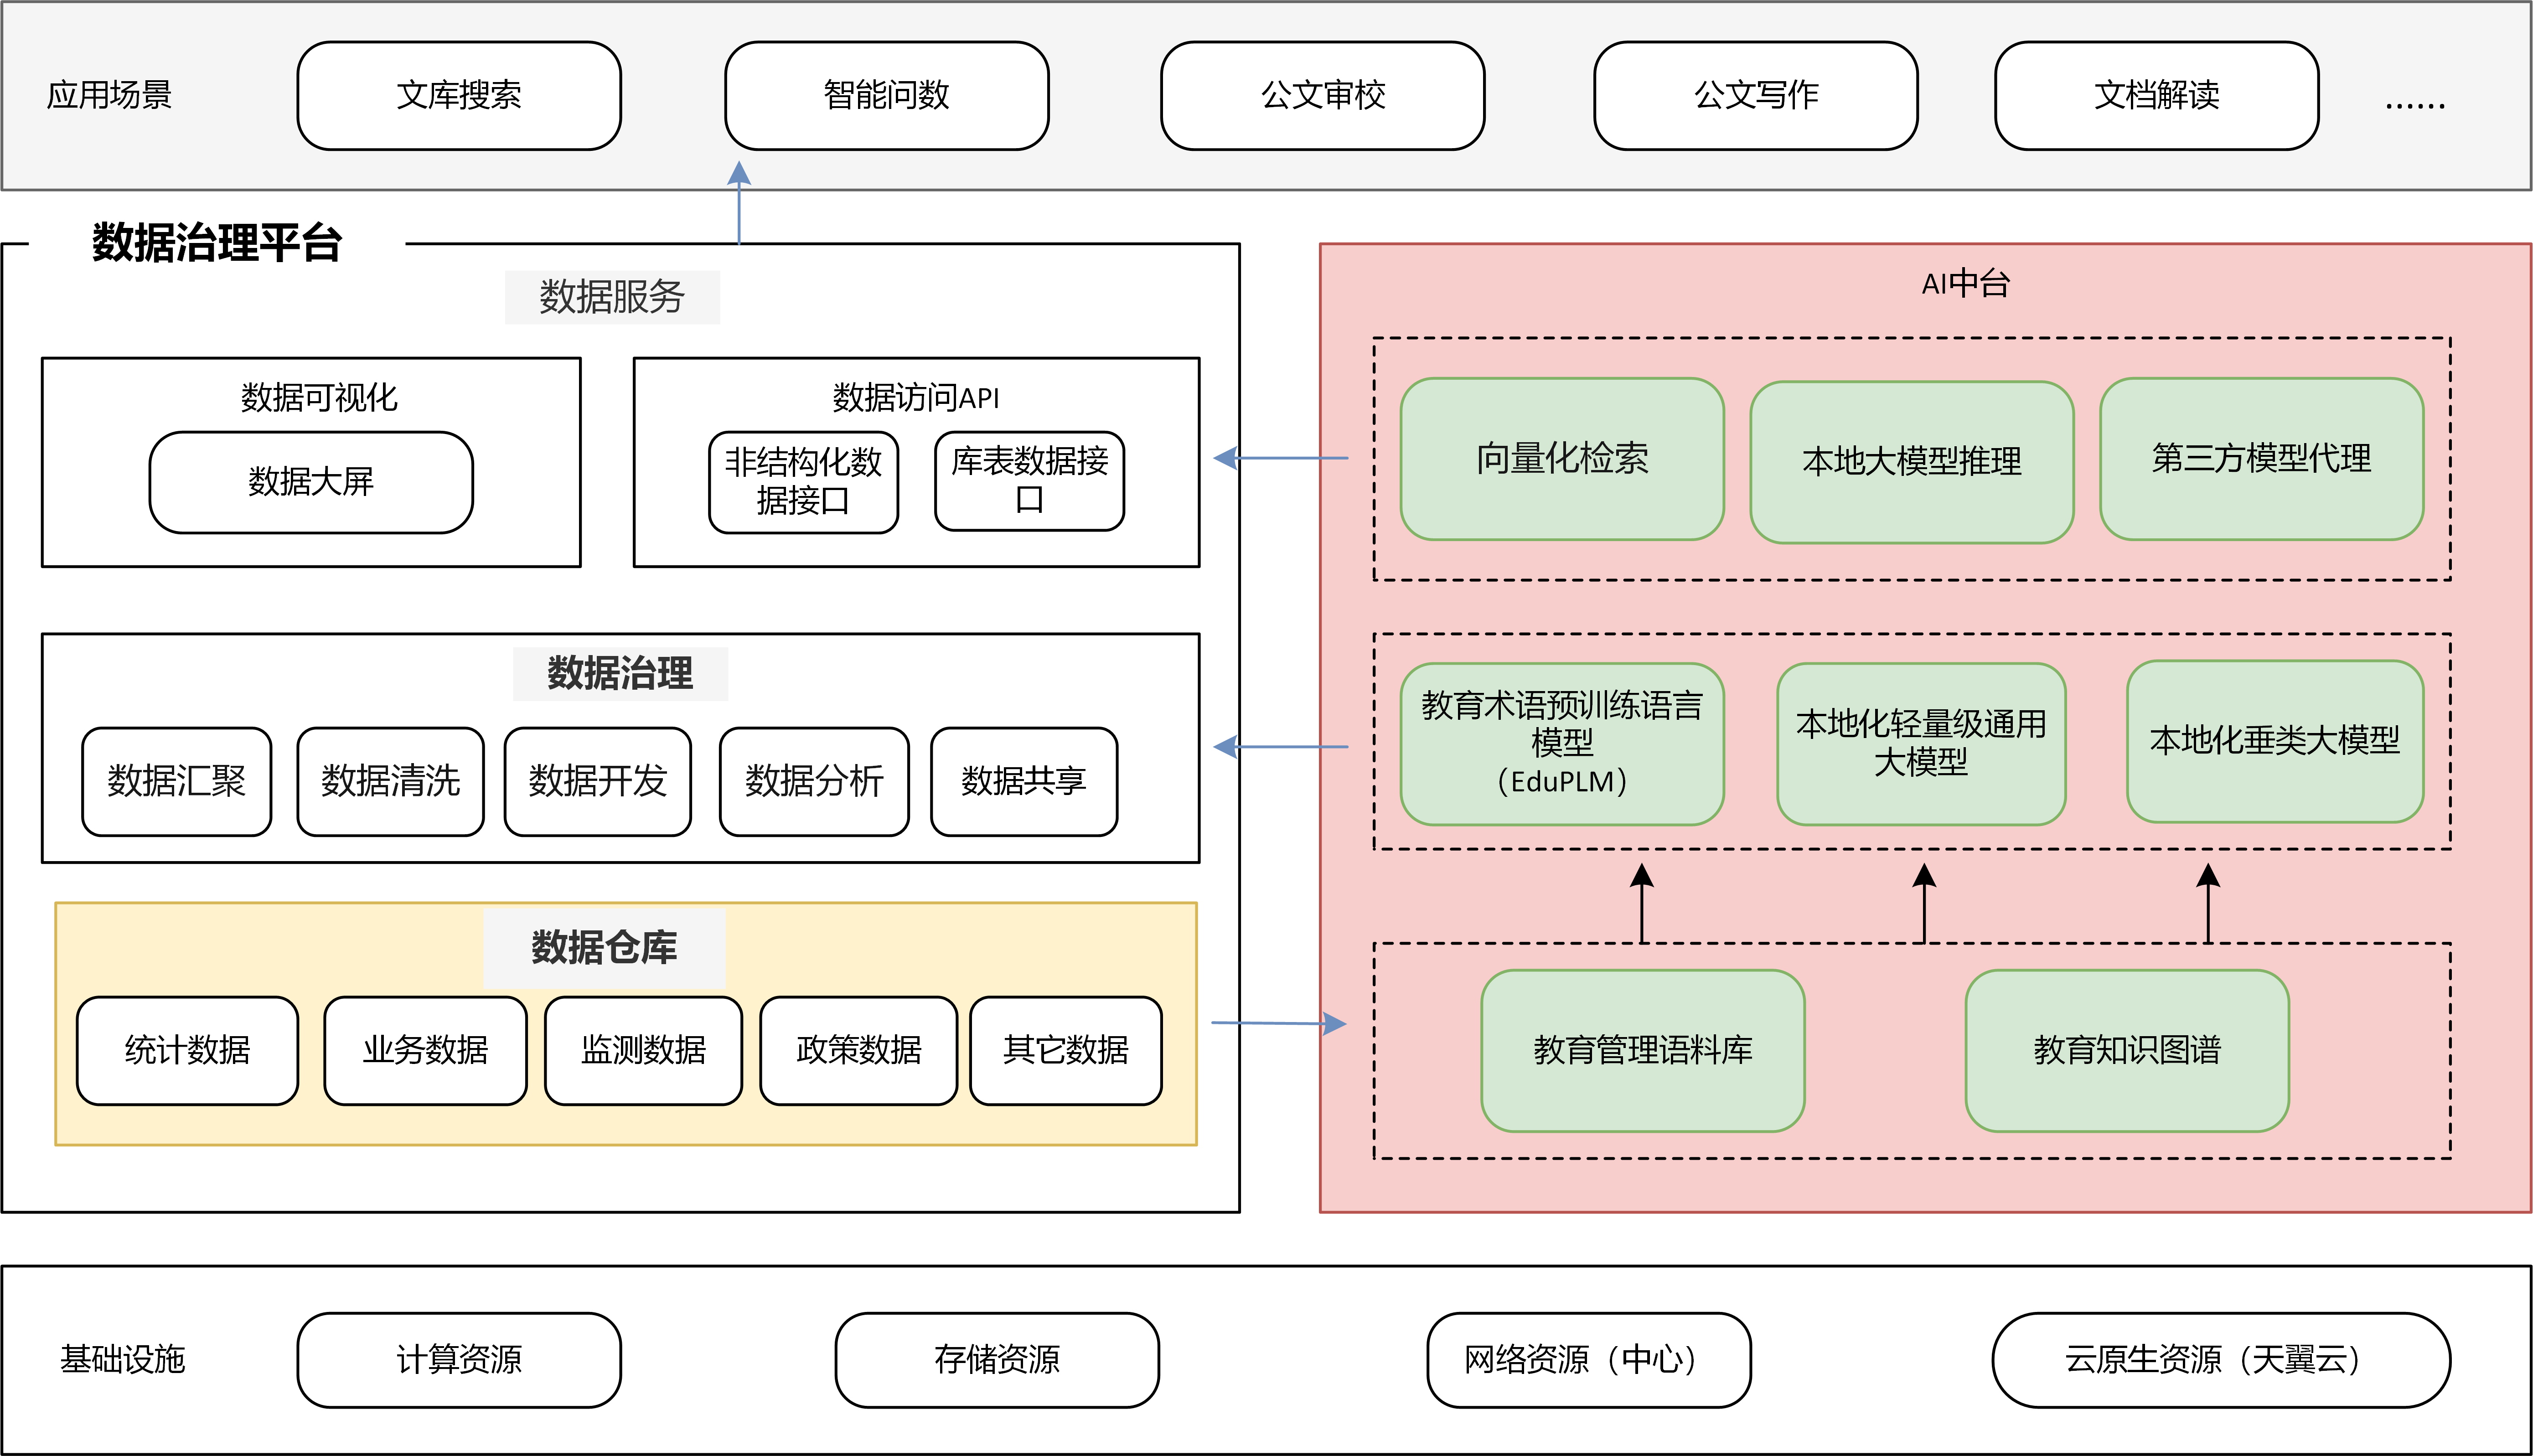 应用场景
文库搜索
智能问数
公文审校
公文写作
文档解读
......
数据治理平台
数据服务
数据可视化
数据大屏
数据访问API
非结构化数
据接口
库表数据接
口
数据治理
数据汇聚
数据清洗
数据开发
数据分析
数据共享
数据仓库
统计数据
业务数据
监测数据
政策数据
其它数据
AI中台
向量化检索
本地大模型推理
第三方模型代理
教育术语预训练语言
模型
（EduPLM）
本地化轻量级通用
大模型
本地化垂类大模型
教育管理语料库
教育知识图谱
基础设施
计算资源
存储资源
网络资源（中心）
云原生资源（天翼云）